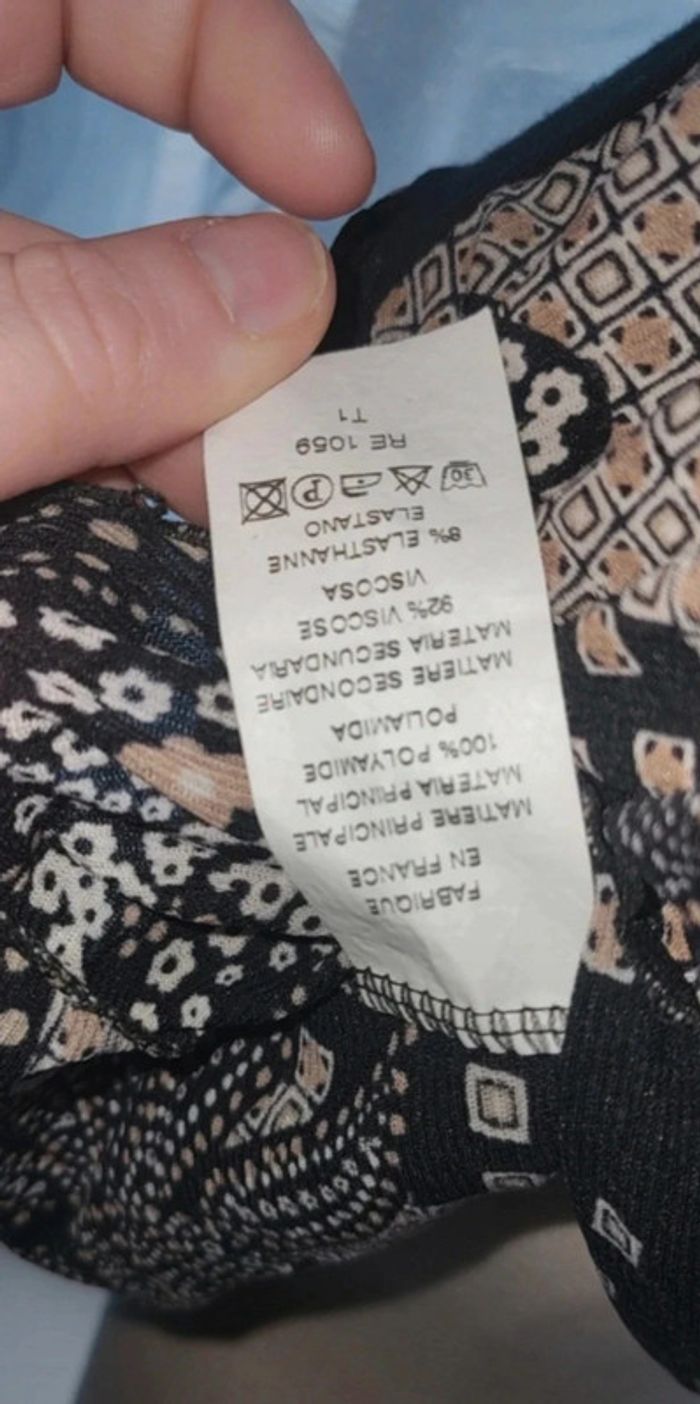 FABRIQUE
EN FRANCE
MATIERE PRINCIPALE
MATERIA PRINCIPAL
100% POLYAMIDE
POLIAMIDA
MATIERE SECONDAIRE
MATERIA SECUNDARIA
92% VISCOSE
VISCOSA
8% ELASTHANNE
ELASTANO
30 P
RE 1059
T1